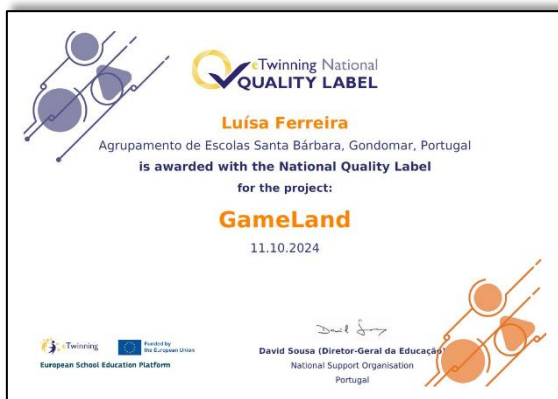 eTwinning National
QUALITY LABEL
Luísa Ferreira
Agrupamento de Escolas Santa Bárbara, Gondomar, Portugal
is awarded with the National Quality Label
for the project:
GameLand
11.10.2024
eTwinning
Funded by
the European Union
European School Education Platform
David Sousa (Diretor-Geral da Educação)
National Support Organisation
Portugal